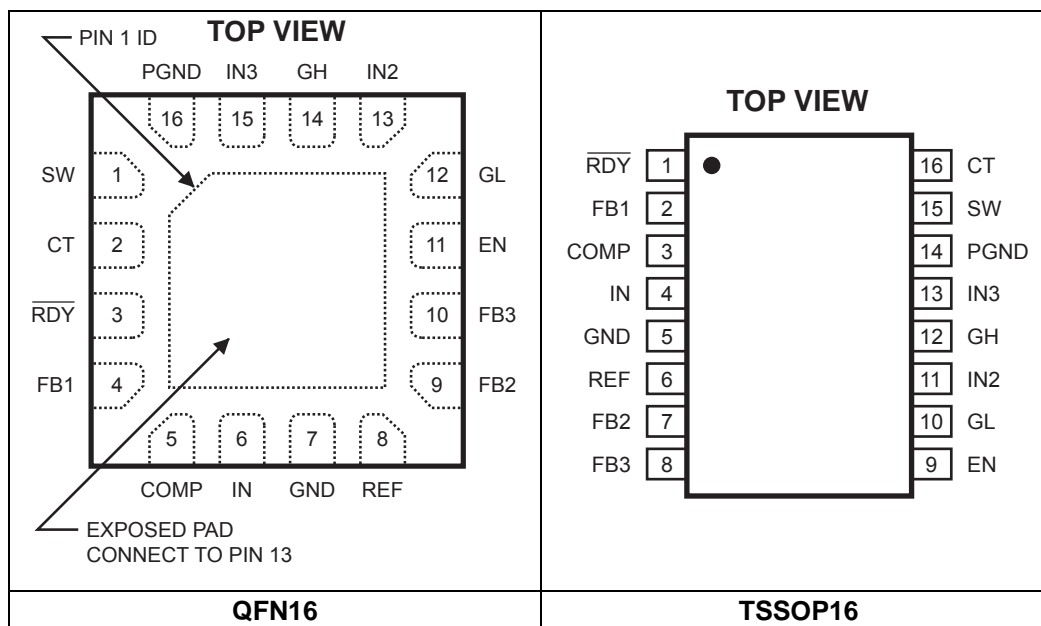 TOP VIEW
PIN 1 ID
PGND IN3 GH IN2
16 15 14 13
SW 1 12 GL
CT 2 11 EN
RDY 3 10 FB3
FB1 4 9 FB2
5 6 7 8
COMP IN GND REF
EXPOSED PAD
CONNECT TO PIN 13
QFN16
TOP VIEW
RDY 1 16 CT
FB1 2 15 SW
COMP 3 14 PGND
IN 4 13 IN3
GND 5 12 GH
REF 6 11 IN2
FB2 7 10 GL
FB3 8 9 EN
TSSOP16